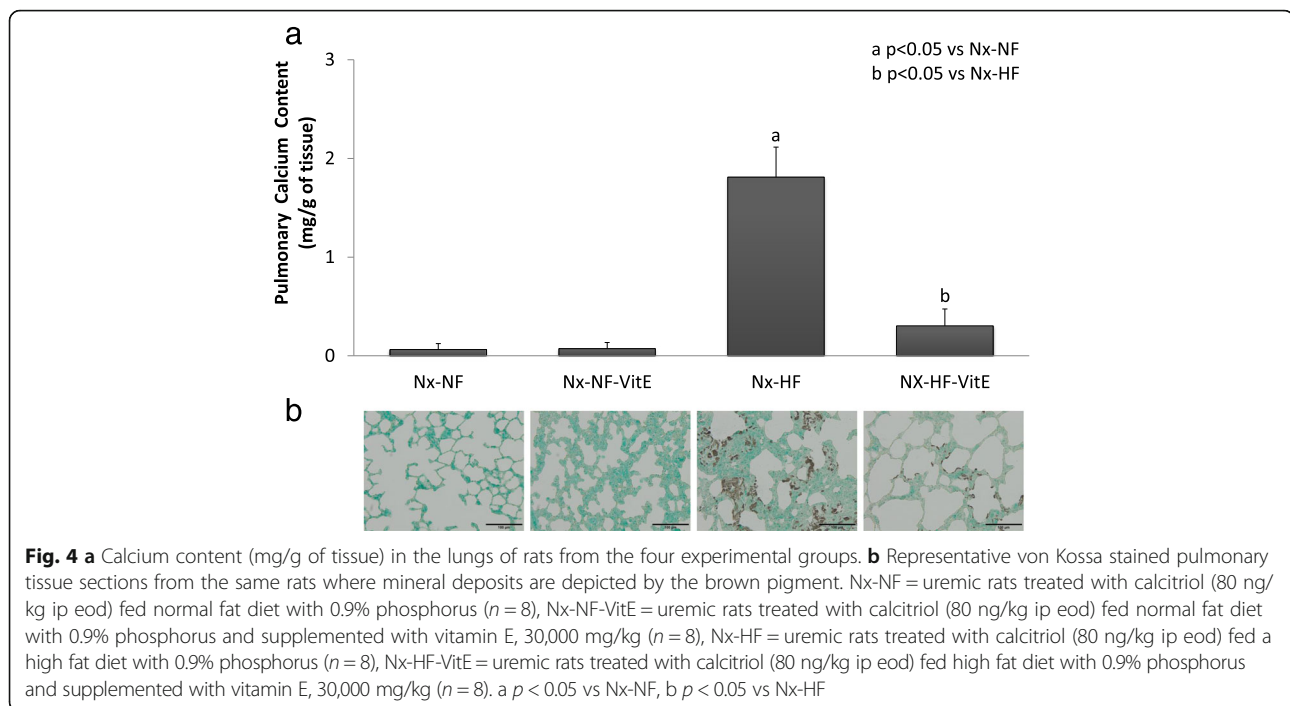 a
a p<0.05 vs Nx-NF
b p<0.05 vs Nx-HF
Pulmonary Calcium Content
(mg/g of tissue)
3
2
1
0
a
b
Nx-NF
Nx-NF-VitE
Nx-HF
NX-HF-VitE
b
Fig. 4 a Calcium content (mg/g of tissue) in the lungs of rats from the four experimental groups. b Representative von Kossa stained pulmonary
tissue sections from the same rats where mineral deposits are depicted by the brown pigment. Nx-NF = uremic rats treated with calcitriol (80 ng/
kg ip eod) fed normal fat diet with 0.9% phosphorus (n = 8), Nx-NF-VitE = uremic rats treated with calcitriol (80 ng/kg ip eod) fed normal fat diet
with 0.9% phosphorus and supplemented with vitamin E, 30,000 mg/kg (n = 8), Nx-HF = uremic rats treated with calcitriol (80 ng/kg ip eod) fed a
high fat diet with 0.9% phosphorus (n = 8), Nx-HF-VitE = uremic rats treated with calcitriol (80 ng/kg ip eod) fed high fat diet with 0.9% phosphorus
and supplemented with vitamin E, 30,000 mg/kg (n = 8). a p < 0.05 vs Nx-NF, b p < 0.05 vs Nx-HF